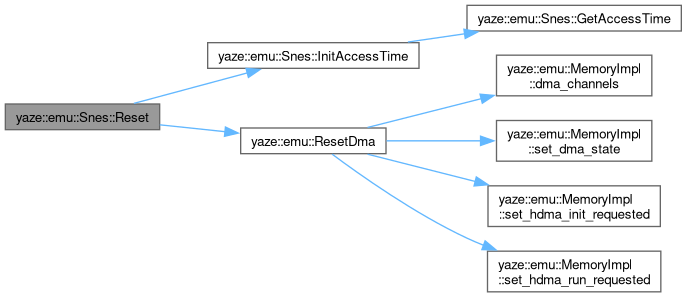 yaze::emu::Snes::Reset
yaze::emu::Snes::InitAccessTime
yaze::emu::Snes::GetAccessTime
yaze::emu::ResetDma
yaze::emu::MemoryImpl
::dma_channels
yaze::emu::MemoryImpl
::set_dma_state
yaze::emu::MemoryImpl
::set_hdma_init_requested
yaze::emu::MemoryImpl
::set_hdma_run_requested